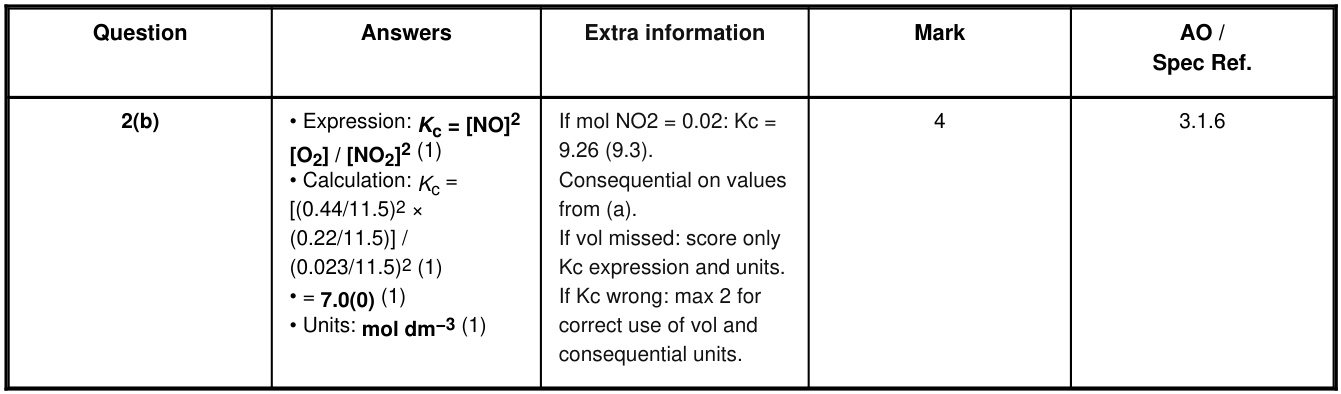 Question Answers Extra information Mark AO /
Spec Ref.
2(b)
• Expression: Kc = [NO]²
[O₂] / [NO₂]² (1)
• Calculation: Kc =
[(0.44/11.5)² ×
(0.22/11.5)] /
(0.023/11.5)² (1)
• = 7.0(0) (1)
• Units: mol dm⁻³ (1)
If mol NO2 = 0.02: Kc =
9.26 (9.3).
Consequential on values
from (a).
If vol missed: score only
Kc expression and units.
If Kc wrong: max 2 for
correct use of vol and
consequential units.
4
3.1.6